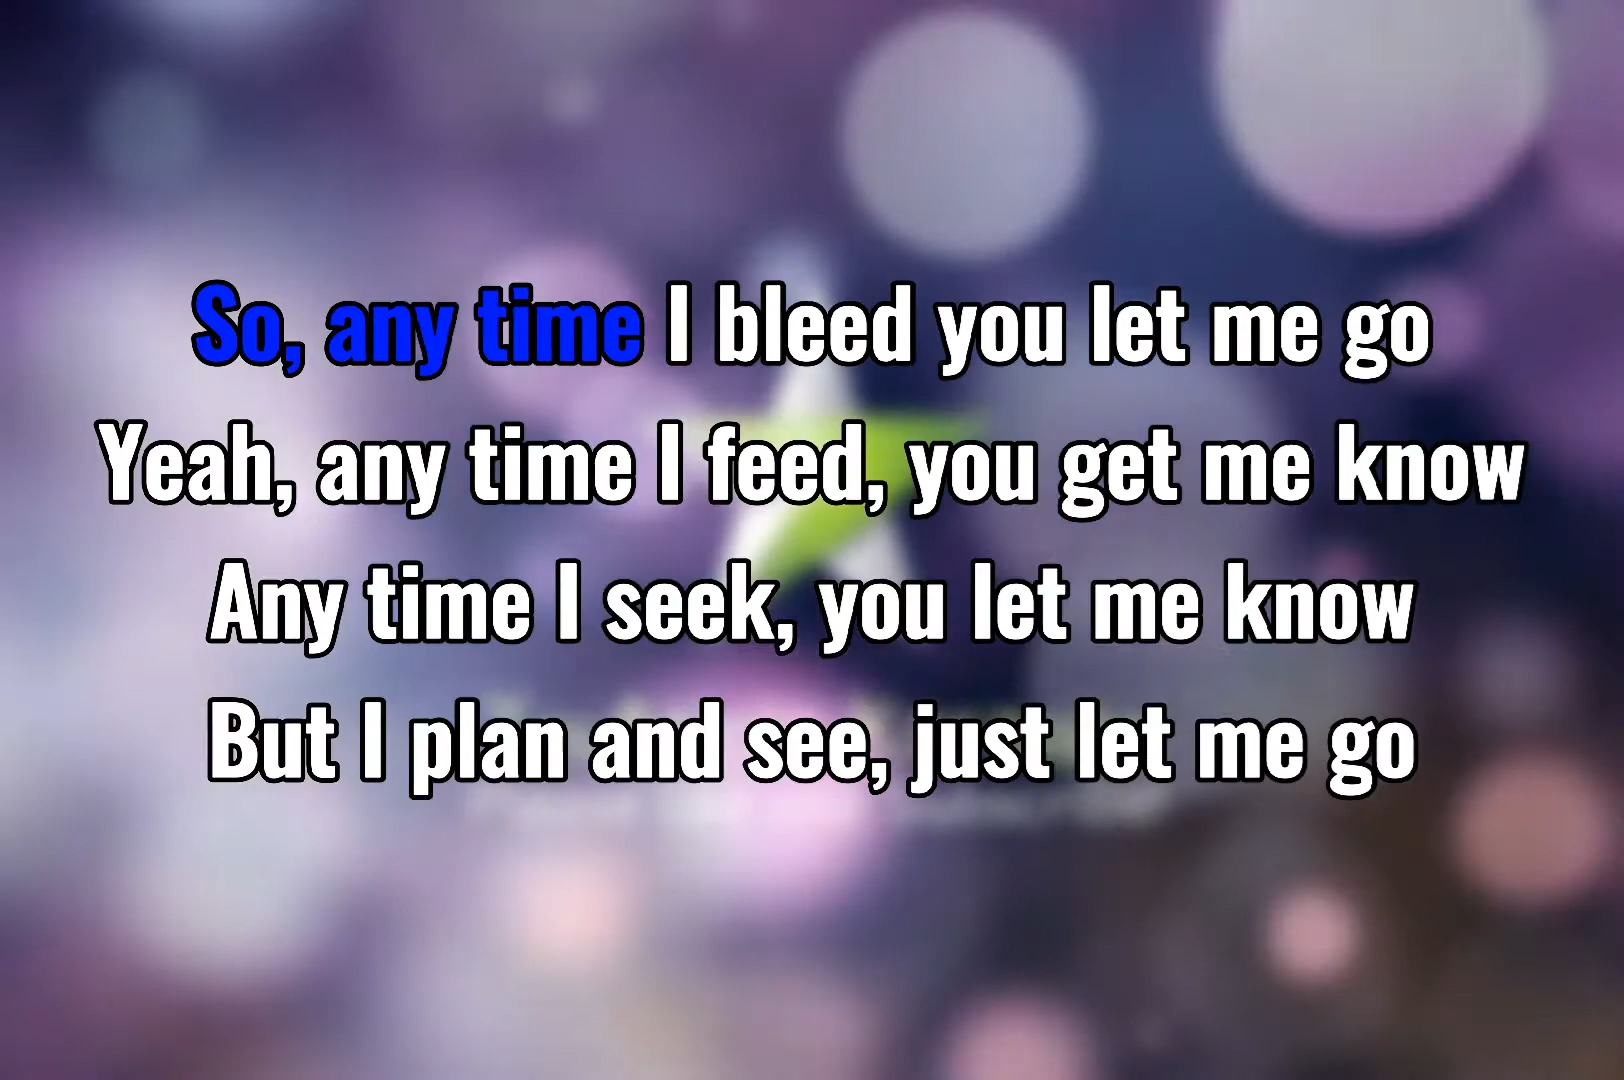 So, any time I bleed you let me go
Yeah, any time I feed, you get me know
Any time I seek, you let me know
But I plan and see, just let me go